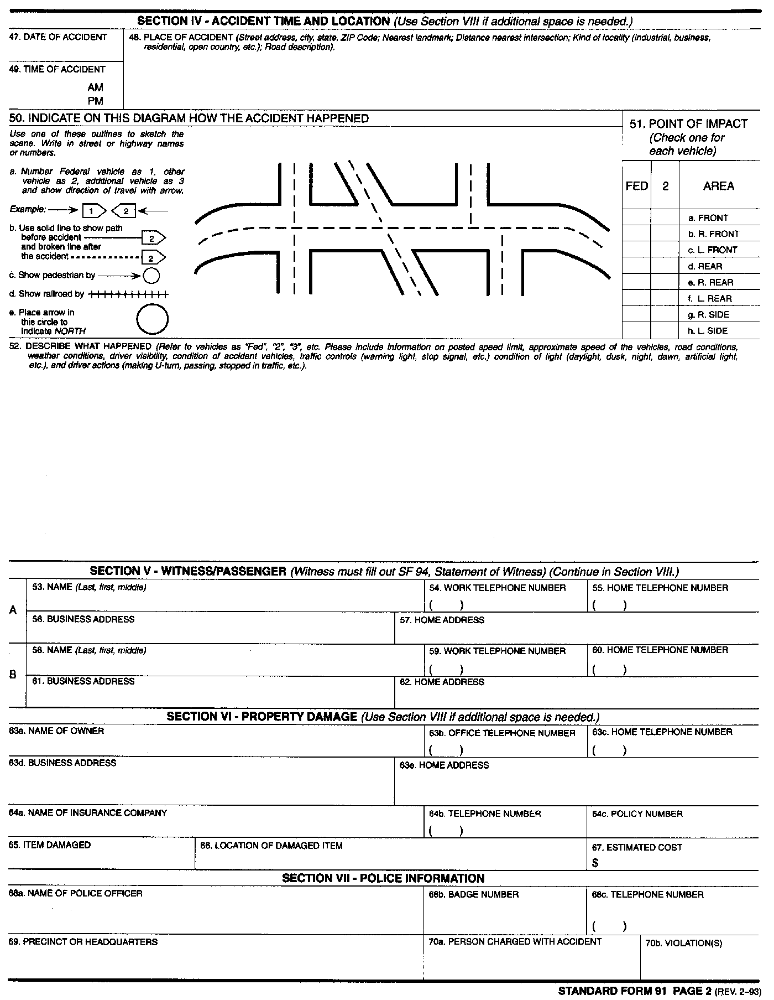 SECTION IV - ACCIDENT TIME AND LOCATION (Use Section VIII if additional space is needed.)
47. DATE OF ACCIDENT
48. PLACE OF ACCIDENT (Street address, city, state, ZIP Code; Nearest landmark; Distance nearest intersection; Kind of locality (industrial, business,
residential, open country, etc.); Road description).
49. TIME OF ACCIDENT
AM
PM
50. INDICATE ON THIS DIAGRAM HOW THE ACCIDENT HAPPENED
Use one of these outlines to sketch the
scene. Write in street or highway names
or numbers.
a. Number Federal vehicle as 1, other
vehicle as 2, additional vehicle as 3
and show direction of travel with arrow.
Example: 1 2
b. Use solid line to show path
before accident 2
and broken line after
the accident 2
c. Show pedestrian by
d. Show railroad by
e. Place arrow in
this circle to
indicate NORTH
51. POINT OF IMPACT
(Check one for
each vehicle)
FED 2 AREA
a. FRONT
b. R. FRONT
c. L. FRONT
d. REAR
e. R. REAR
f. L. REAR
g. R. SIDE
h. L. SIDE
52. DESCRIBE WHAT HAPPENED (Refer to vehicles as "Fed", "2", "3", etc. Please include information on posted speed limit, approximate speed of the vehicles, road conditions,
weather conditions, driver visibility, condition of accident vehicles, traffic controls (warning light, stop signal, etc.) condition of light (daylight, dusk, night, dawn, artificial light,
etc.), and driver actions (making U-turn, passing, stopped in traffic, etc.).
SECTION V - WITNESS/PASSENGER (Witness must fill out SF 94, Statement of Witness) (Continue in Section VIII.)
A
53. NAME (Last, first, middle)
54. WORK TELEPHONE NUMBER
( )
55. HOME TELEPHONE NUMBER
( )
56. BUSINESS ADDRESS
57. HOME ADDRESS
B
58. NAME (Last, first, middle)
59. WORK TELEPHONE NUMBER
( )
60. HOME TELEPHONE NUMBER
( )
61. BUSINESS ADDRESS
62. HOME ADDRESS
SECTION VI - PROPERTY DAMAGE (Use Section VIII if additional space is needed.)
63a. NAME OF OWNER
63b. OFFICE TELEPHONE NUMBER
( )
63c. HOME TELEPHONE NUMBER
( )
63d. BUSINESS ADDRESS
63e. HOME ADDRESS
64a. NAME OF INSURANCE COMPANY
64b. TELEPHONE NUMBER
( )
64c. POLICY NUMBER
65. ITEM DAMAGED
66. LOCATION OF DAMAGED ITEM
67. ESTIMATED COST
$
SECTION VII - POLICE INFORMATION
68a. NAME OF POLICE OFFICER
68b. BADGE NUMBER
68c. TELEPHONE NUMBER
( )
69. PRECINCT OR HEADQUARTERS
70a. PERSON CHARGED WITH ACCIDENT
70b. VIOLATION(S)
STANDARD FORM 91 PAGE 2 (REV. 2-93)